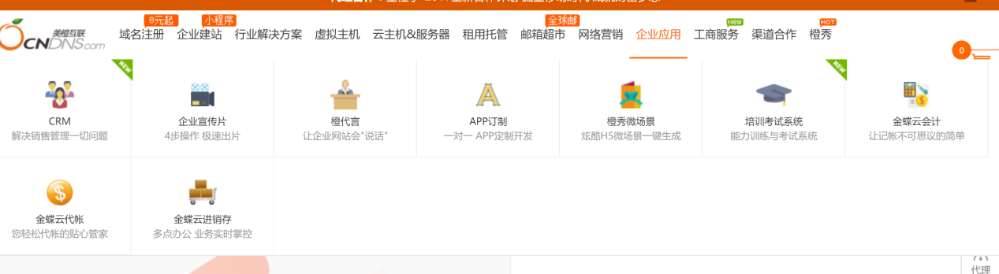 8元起
小程序
全球邮
NEW
HOT
美橙互联
CNDNS.com
域名注册 企业建站 行业解决方案 虚拟主机 云主机&服务器 租用托管 邮箱超市 网络营销 企业应用 工商服务 渠道合作 橙秀
0
NEW
NEW
CRM
解决销售管理一切问题
企业宣传片
4步操作 极速出片
橙代言
让企业网站会"说话"
APP订制
一对一 APP定制开发
橙秀微场景
炫酷H5微场景一键生成
培训考试系统
能力训练与考试系统
金蝶云会计
让记帐不可思议的简单
金蝶云代帐
您轻松代帐的贴心管家
金蝶云进销存
多点办公 业务实时掌控
代理